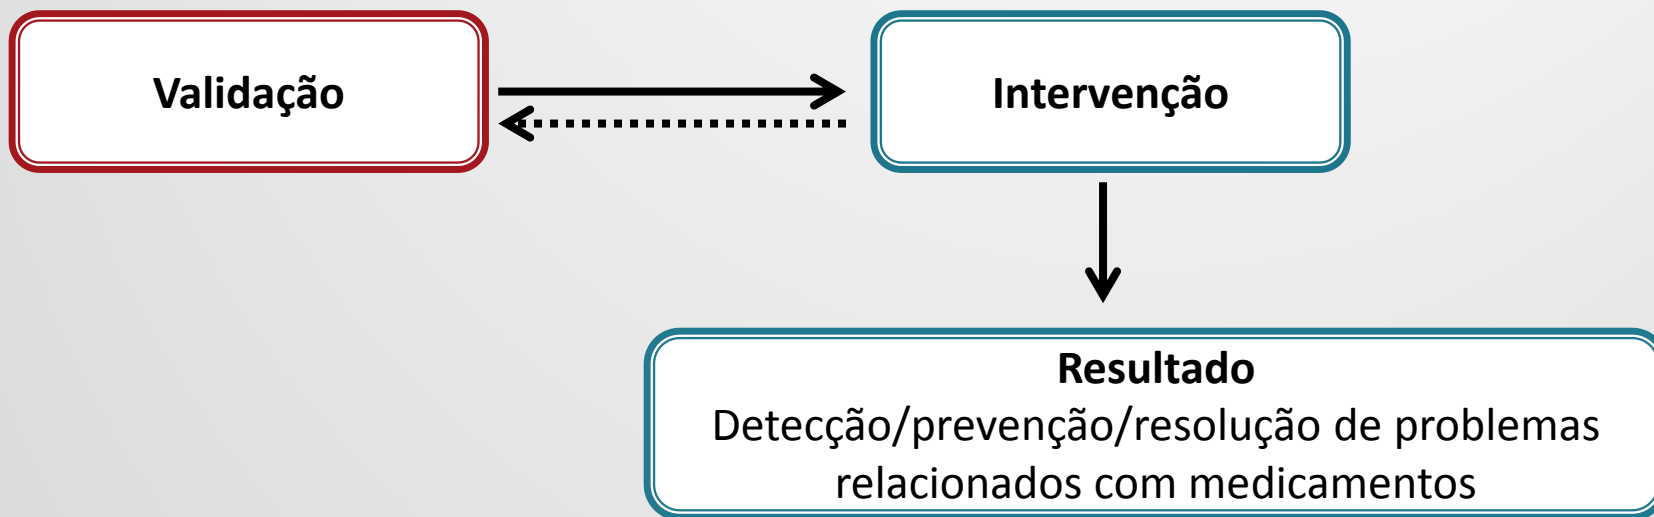 Validação
Intervenção
Resultado
Detecção/prevenção/resolução de problemas
relacionados com medicamentos